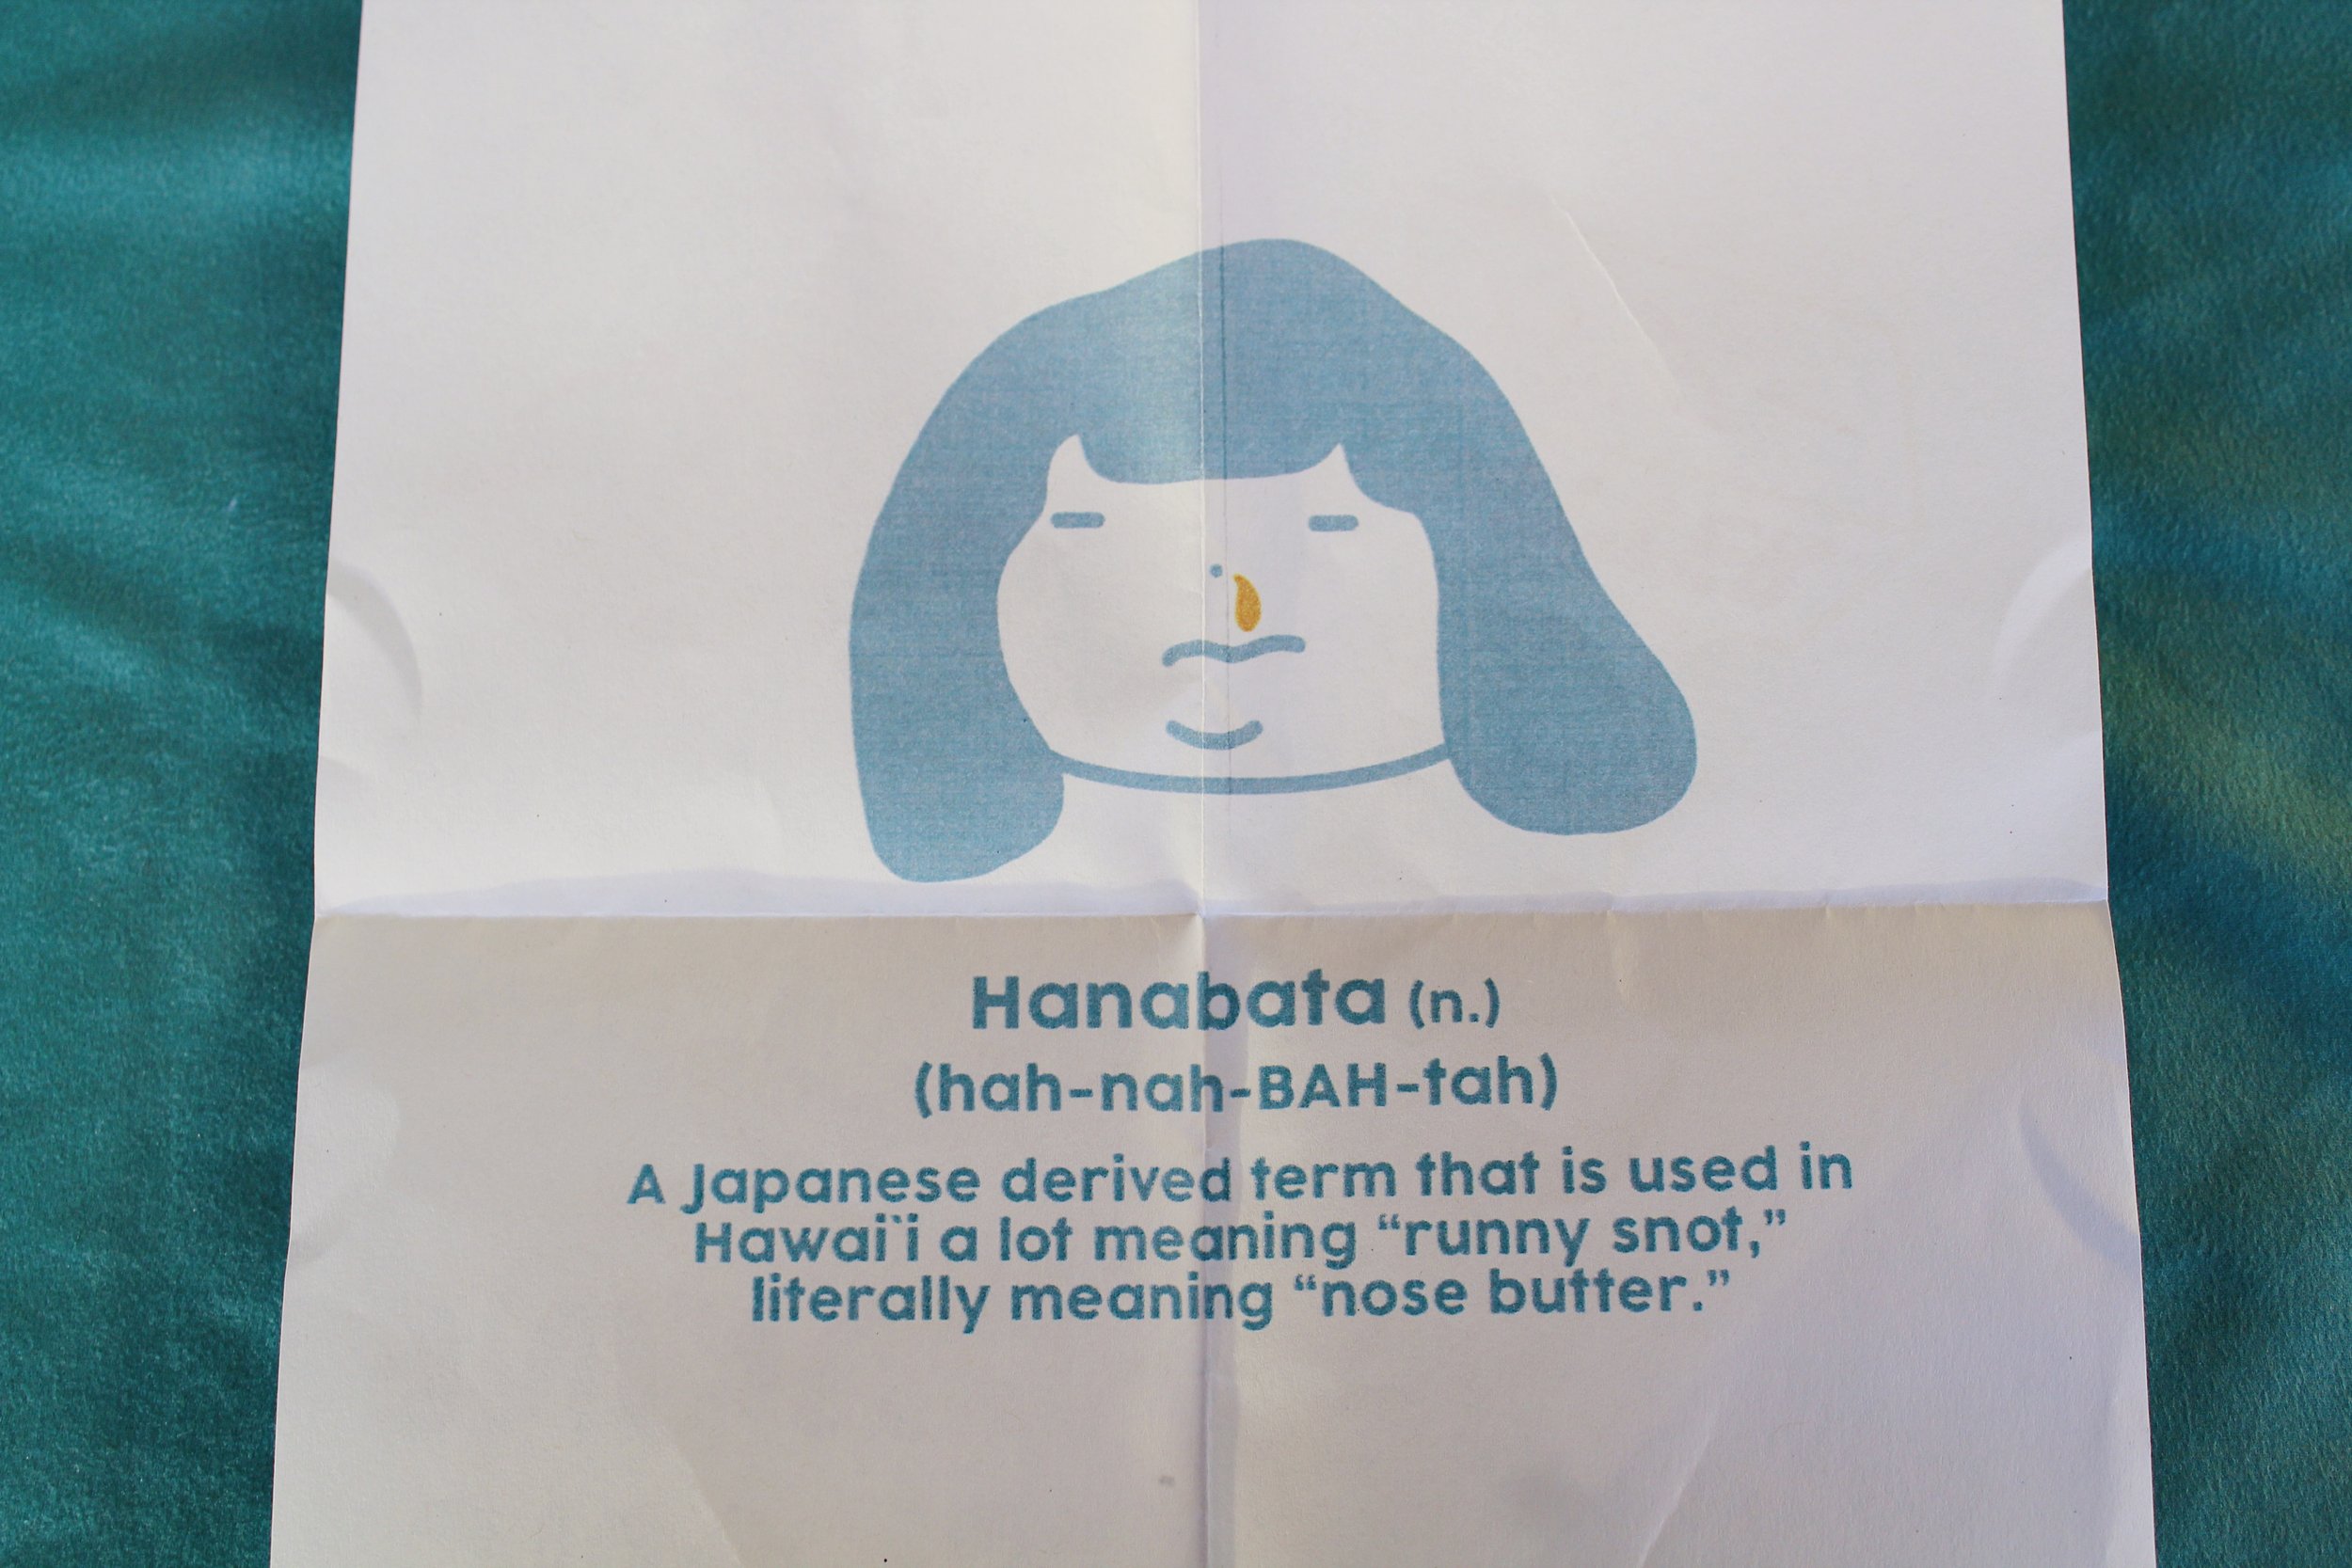 Hanabata (n.)
(hah-nah-BAH-tah)
A Japanese derived term that is used in
Hawai`i a lot meaning “runny snot,”
literally meaning “nose butter.”